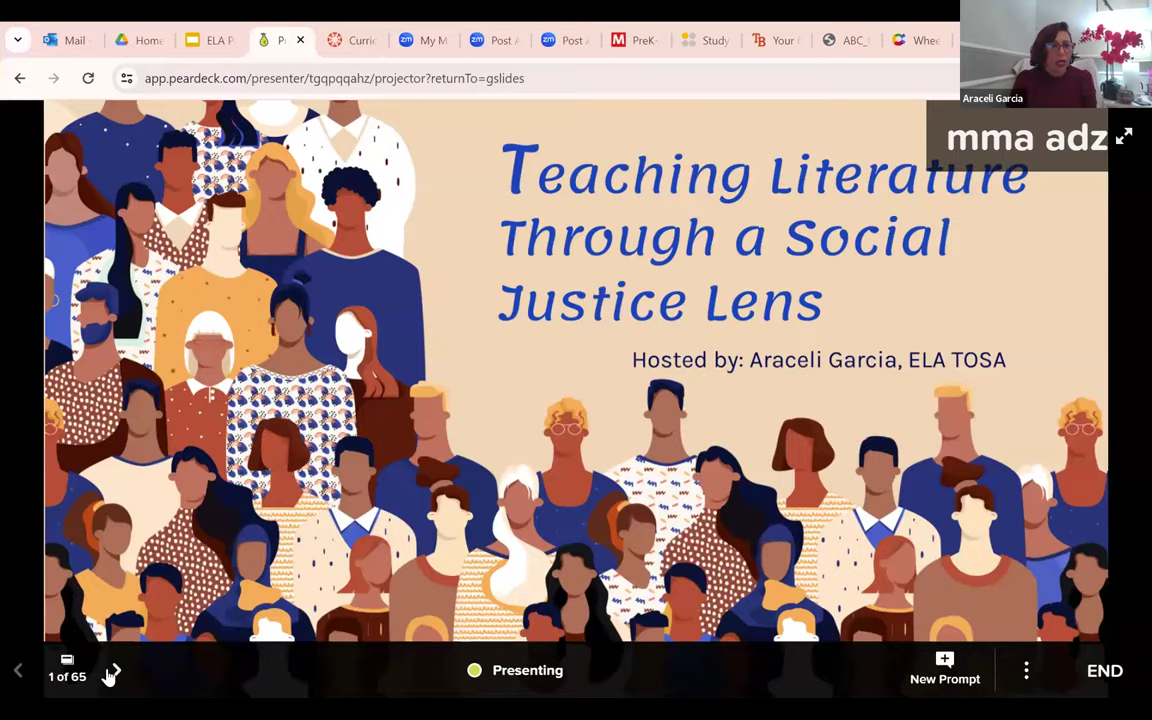 Mail
Home
ELA P
P
Curric
My M
Post A
Post A
PreK-
Study
Your
ABC_
Whee
app.peardeck.com/presenter/tgqpqqahz/projector?returnTo=gslides
Araceli Garcia
mma adz
Teaching Literature
Through a Social
Justice Lens
Hosted by: Araceli Garcia, ELA TOSA
1 of 65
Presenting
New Prompt
END